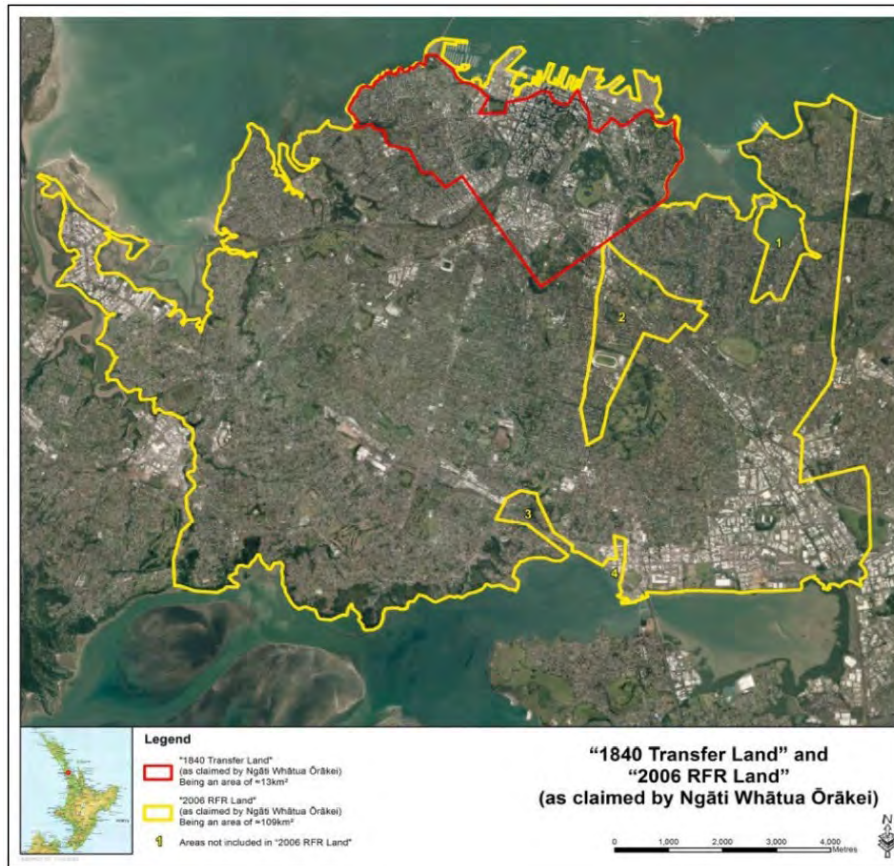 1
2
3
4
Legend
"1840 Transfer Land"
(as claimed by Ngāti Whātua Ōrākei)
Being an area of ≈13km²
"2006 RFR Land"
(as claimed by Ngāti Whātua Ōrākei)
Being an area of ≈109km²
1 Areas not included in "2006 RFR Land"
“1840 Transfer Land” and
“2006 RFR Land”
(as claimed by Ngāti Whātua Ōrākei)
0 1,000 2,000 3,000 4,000
Metres
N